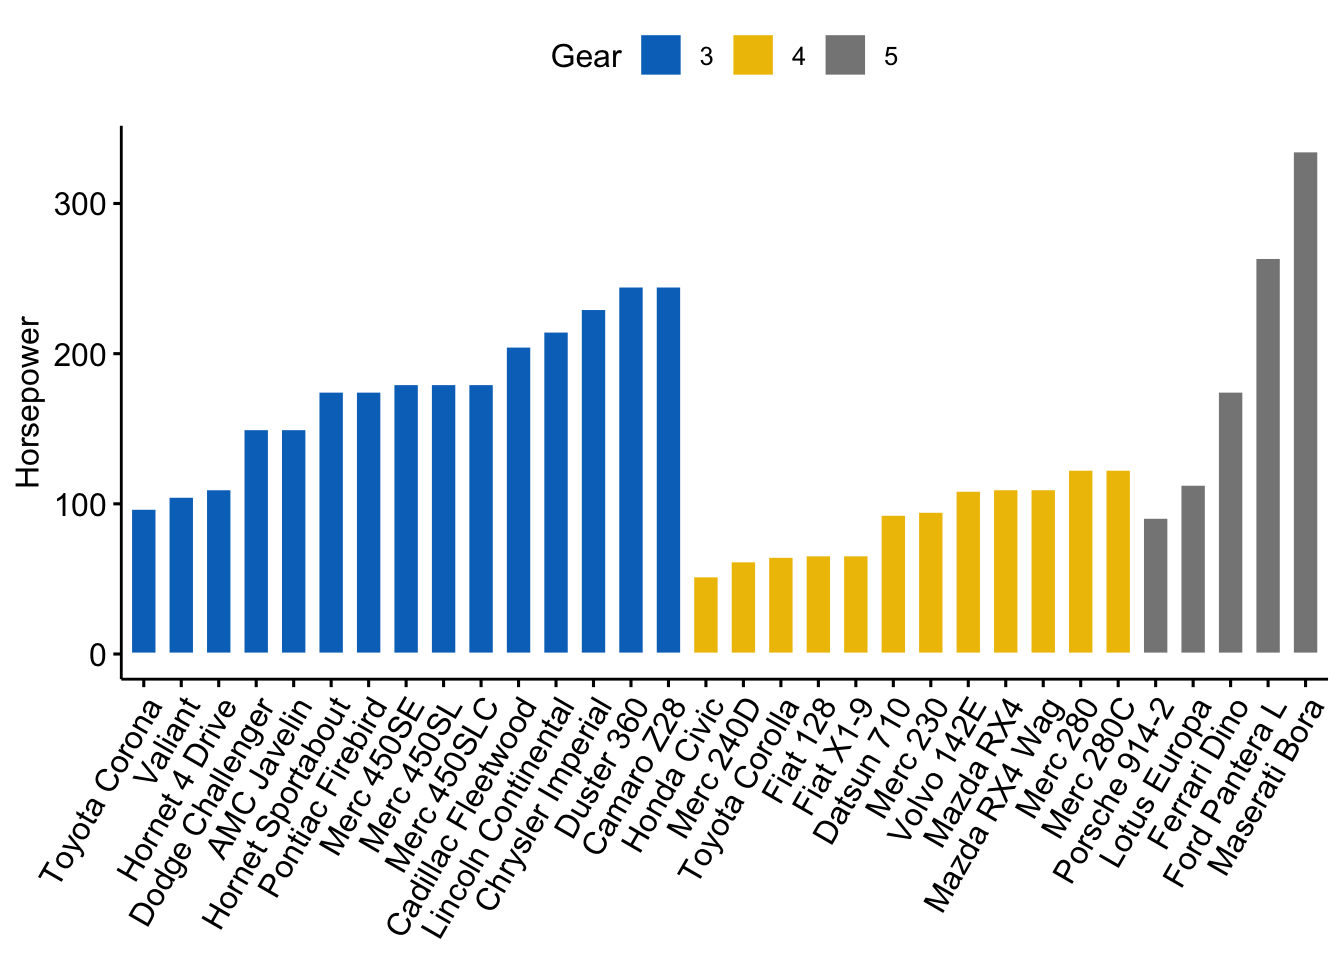 Gear 3 4 5
Horsepower
300
200
100
0
Toyota Corona
Valiant
Hornet 4 Drive
Dodge Challenger
AMC Javelin
Hornet Sportabout
Pontiac Firebird
Merc 450SE
Merc 450SL
Merc 450SLC
Cadillac Fleetwood
Lincoln Continental
Chrysler Imperial
Duster 360
Camaro Z28
Honda Civic
Merc 240D
Toyota Corolla
Fiat 128
Fiat X1-9
Datsun 710
Merc 230
Volvo 142E
Mazda RX4
Mazda RX4 Wag
Merc 280
Merc 280C
Porsche 914-2
Lotus Europa
Ferrari Dino
Ford Pantera L
Maserati Bora